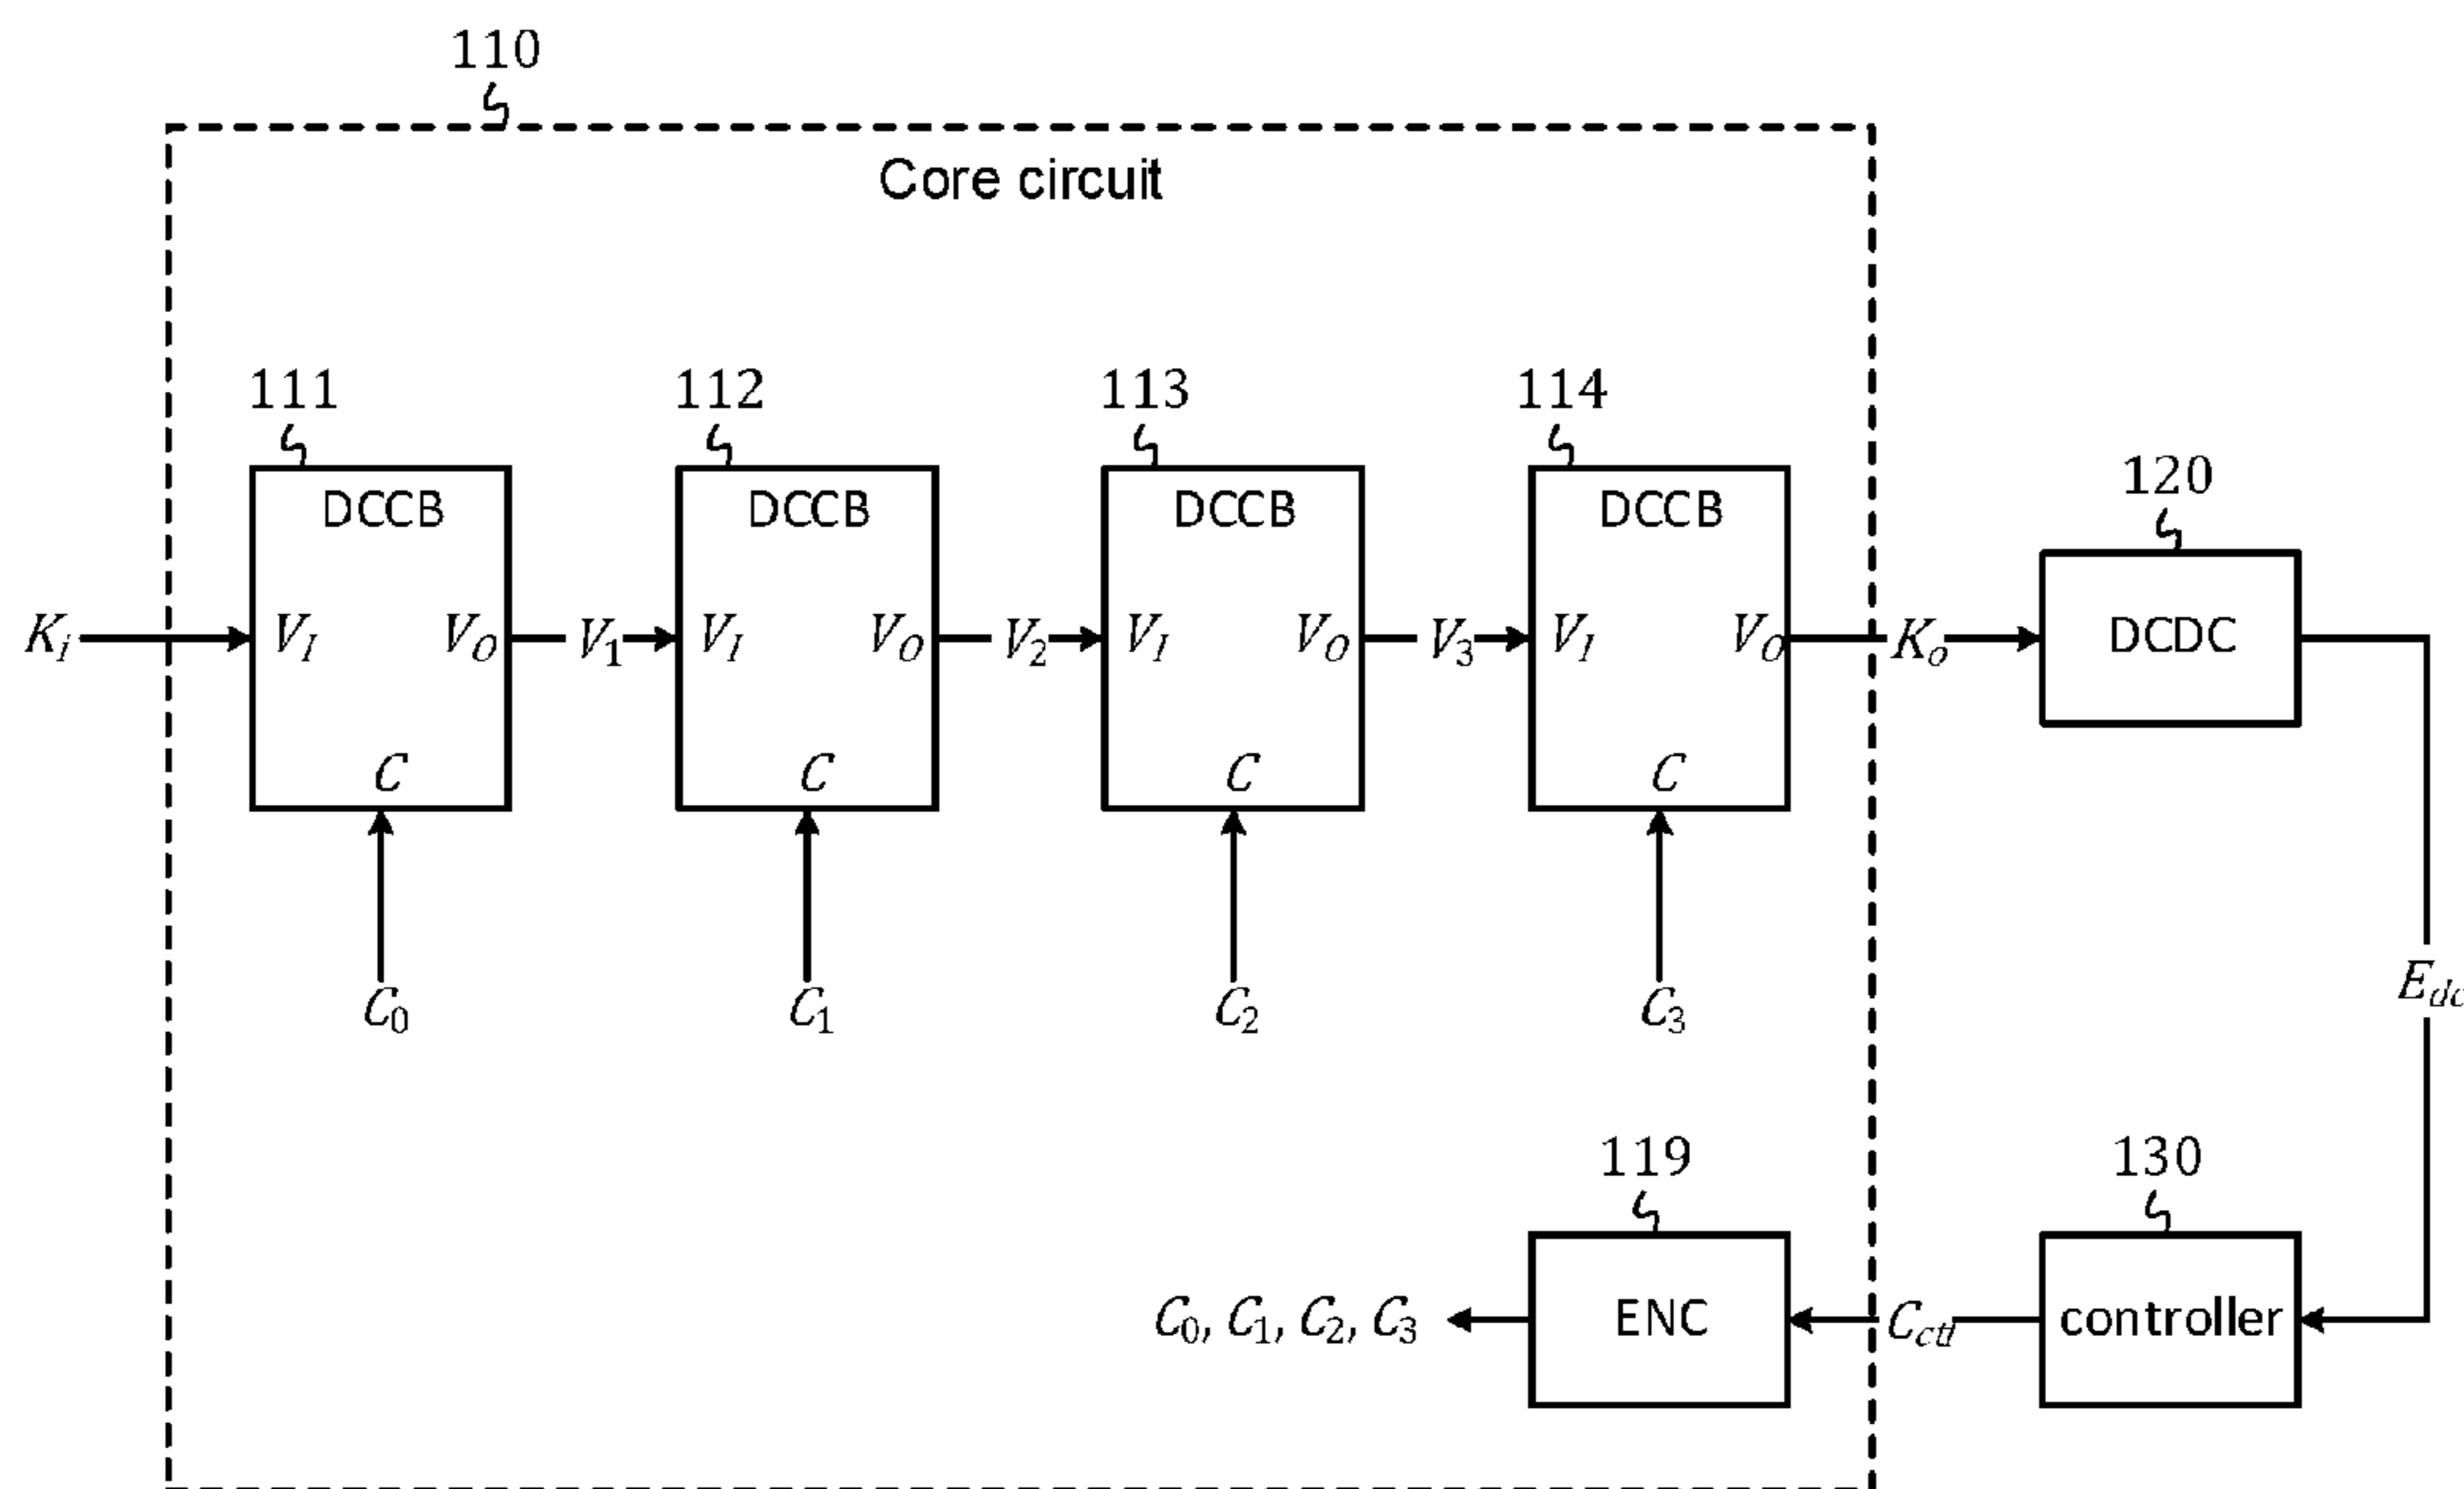 110
Core circuit
111 112 113 114
120
DCCB DCCB DCCB DCCB
K_i V_I V_O V_1 V_I V_O V_2 V_I V_O V_3 V_I V_O K_o DCDC
C C C C
C_0 C_1 C_2 C_3
E_dc
119 130
C_0, C_1, C_2, C_3 ENC C_ctl controller